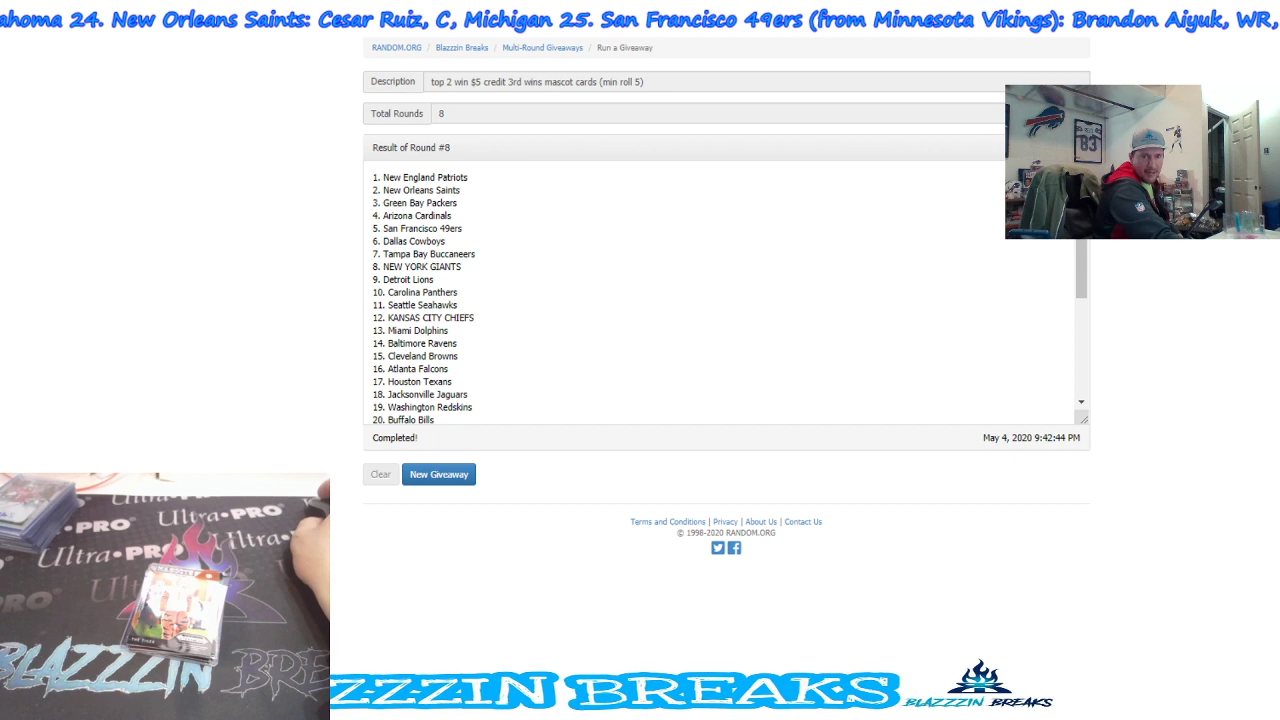 ahoma 24. New Orleans Saints: Cesar Ruiz, C, Michigan 25. San Francisco 49ers (from Minnesota Vikings): Brandon Aiyuk, WR,
RANDOM.ORG / Blazzzin Breaks / Multi-Round Giveaways / Run a Giveaway
Description top 2 win $5 credit 3rd wins mascot cards (min roll 5)
Total Rounds 8
Result of Round #8
1. New England Patriots
2. New Orleans Saints
3. Green Bay Packers
4. Arizona Cardinals
5. San Francisco 49ers
6. Dallas Cowboys
7. Tampa Bay Buccaneers
8. NEW YORK GIANTS
9. Detroit Lions
10. Carolina Panthers
11. Seattle Seahawks
12. KANSAS CITY CHIEFS
13. Miami Dolphins
14. Baltimore Ravens
15. Cleveland Browns
16. Atlanta Falcons
17. Houston Texans
18. Jacksonville Jaguars
19. Washington Redskins
20. Buffalo Bills
Completed! May 4, 2020 9:42:44 PM
Clear New Giveaway
Terms and Conditions | Privacy | About Us | Contact Us
© 1998-2020 RANDOM.ORG
83
PRO Ultra•PRO
Ultra•PRO
BLAZZZIN BRE
ZZZZIN BREAKS
BLAZZZIN BREAKS